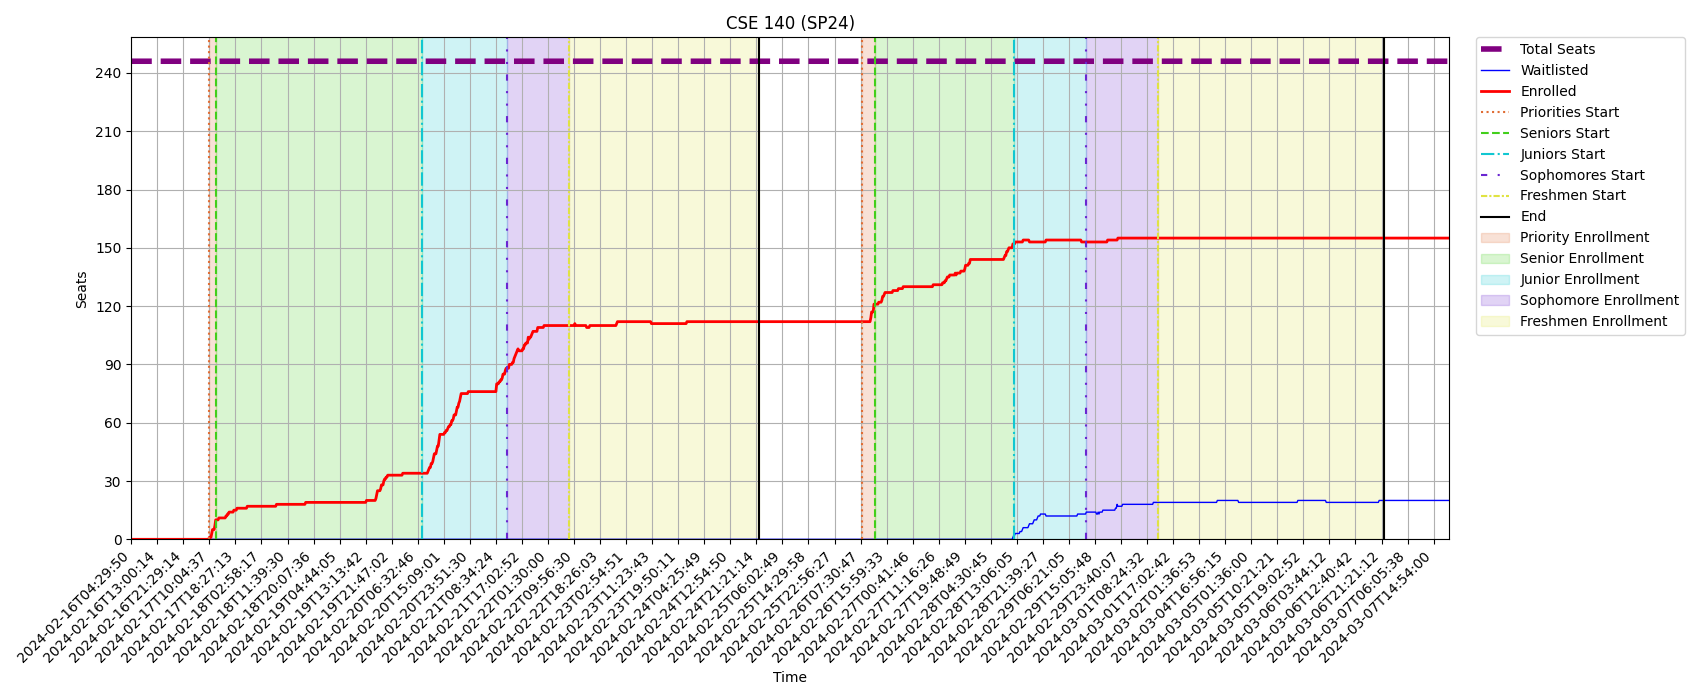 CSE 140 (SP24)
Seats
240
210
180
150
120
90
60
30
0
2024-02-16T04:29:50
2024-02-16T13:00:14
2024-02-16T21:29:14
2024-02-17T10:04:37
2024-02-17T18:27:13
2024-02-18T02:58:17
2024-02-18T11:39:30
2024-02-18T20:07:36
2024-02-19T04:44:05
2024-02-19T13:13:42
2024-02-19T21:47:02
2024-02-20T06:32:46
2024-02-20T15:09:01
2024-02-20T23:51:30
2024-02-21T08:34:24
2024-02-21T17:02:52
2024-02-22T01:30:00
2024-02-22T09:56:30
2024-02-22T18:26:03
2024-02-23T02:54:51
2024-02-23T11:23:43
2024-02-23T19:50:11
2024-02-24T04:25:49
2024-02-24T12:54:50
2024-02-24T21:21:14
2024-02-25T06:02:49
2024-02-25T14:29:58
2024-02-25T22:56:27
2024-02-26T07:30:47
2024-02-26T15:59:33
2024-02-27T00:41:46
2024-02-27T11:16:26
2024-02-27T19:48:49
2024-02-28T04:30:45
2024-02-28T13:06:05
2024-02-28T21:39:27
2024-02-29T06:21:05
2024-02-29T15:05:48
2024-02-29T23:40:07
2024-03-01T08:24:32
2024-03-01T17:02:42
2024-03-02T01:36:53
2024-03-04T16:56:15
2024-03-05T01:36:00
2024-03-05T10:21:21
2024-03-05T19:02:52
2024-03-06T03:44:12
2024-03-06T12:40:42
2024-03-06T21:21:12
2024-03-07T06:05:38
2024-03-07T14:54:00
Time
Total Seats
Waitlisted
Enrolled
Priorities Start
Seniors Start
Juniors Start
Sophomores Start
Freshmen Start
End
Priority Enrollment
Senior Enrollment
Junior Enrollment
Sophomore Enrollment
Freshmen Enrollment